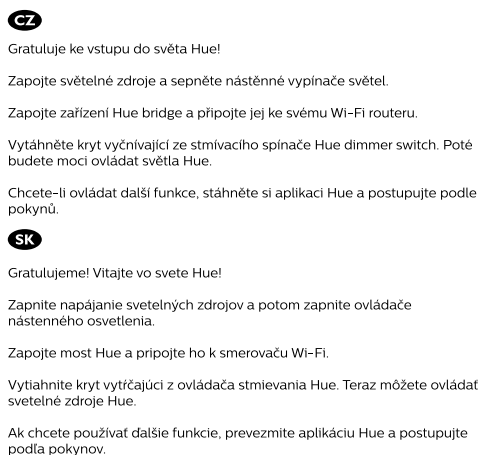 CZ
Gratuluje ke vstupu do světa Hue!
Zapojte světelné zdroje a sepněte nástěnné vypínače světel.
Zapojte zařízení Hue bridge a připojte jej ke svému Wi-Fi routeru.
Vytáhněte kryt vyčnívající ze stmívacího spínače Hue dimmer switch. Poté
budete moci ovládat světla Hue.
Chcete-li ovládat další funkce, stáhněte si aplikaci Hue a postupujte podle
pokynů.
SK
Gratulujeme! Vitajte vo svete Hue!
Zapnite napájanie svetelných zdrojov a potom zapnite ovládače
nástenného osvetlenia.
Zapojte most Hue a pripojte ho k smerovaču Wi-Fi.
Vytiahnite kryt vytŕčajúci z ovládača stmievania Hue. Teraz môžete ovládať
svetelné zdroje Hue.
Ak chcete používať ďalšie funkcie, prevezmite aplikáciu Hue a postupujte
podľa pokynov.